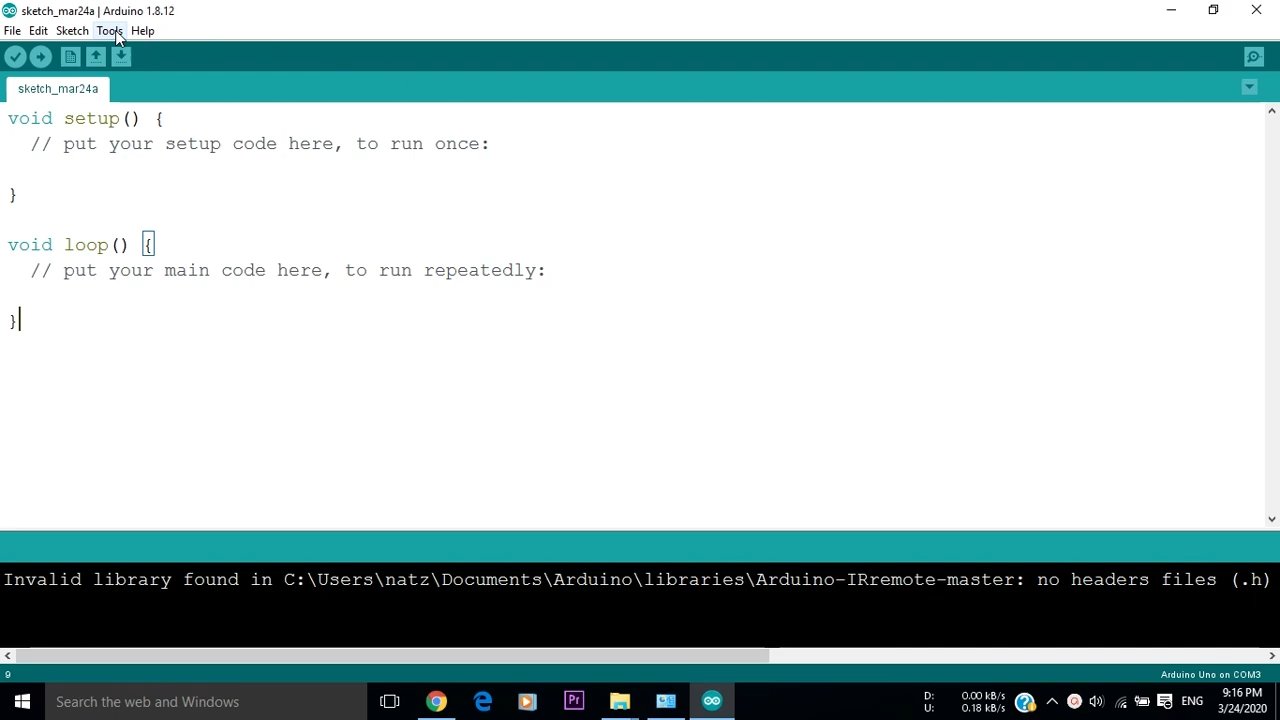 sketch_mar24a | Arduino 1.8.12
File Edit Sketch Tools Help
sketch_mar24a
void setup() {
  // put your setup code here, to run once:
}
void loop() {
  // put your main code here, to run repeatedly:
}
Invalid library found in C:\Users\natz\Documents\Arduino\libraries\Arduino-IRremote-master: no headers files (.h)
9
Arduino Uno on COM3
Search the web and Windows
Pr
D: 0.00 kB/s
U: 0.18 kB/s
ENG
9:16 PM
3/24/2020